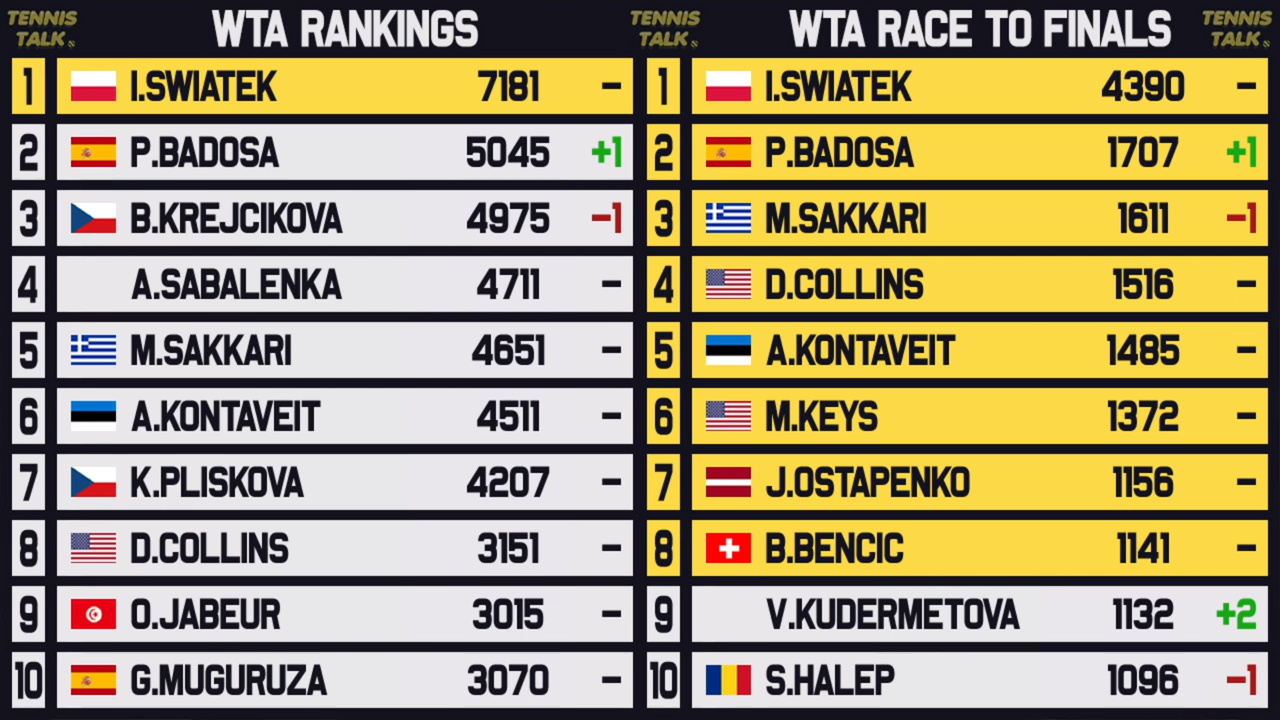 TENNIS TALK WTA RANKINGS TENNIS TALK WTA RACE TO FINALS TENNIS TALK
1 I.SWIATEK 7181 - 1 I.SWIATEK 4390 -
2 P.BADOSA 5045 +1 2 P.BADOSA 1707 +1
3 B.KREJCIKOVA 4975 -1 3 M.SAKKARI 1611 -1
4 A.SABALENKA 4711 - 4 D.COLLINS 1516 -
5 M.SAKKARI 4651 - 5 A.KONTAVEIT 1485 -
6 A.KONTAVEIT 4511 - 6 M.KEYS 1372 -
7 K.PLISKOVA 4207 - 7 J.OSTAPENKO 1156 -
8 D.COLLINS 3151 - 8 B.BENCIC 1141 -
9 O.JABEUR 3015 - 9 V.KUDERMETOVA 1132 +2
10 G.MUGURUZA 3070 - 10 S.HALEP 1096 -1